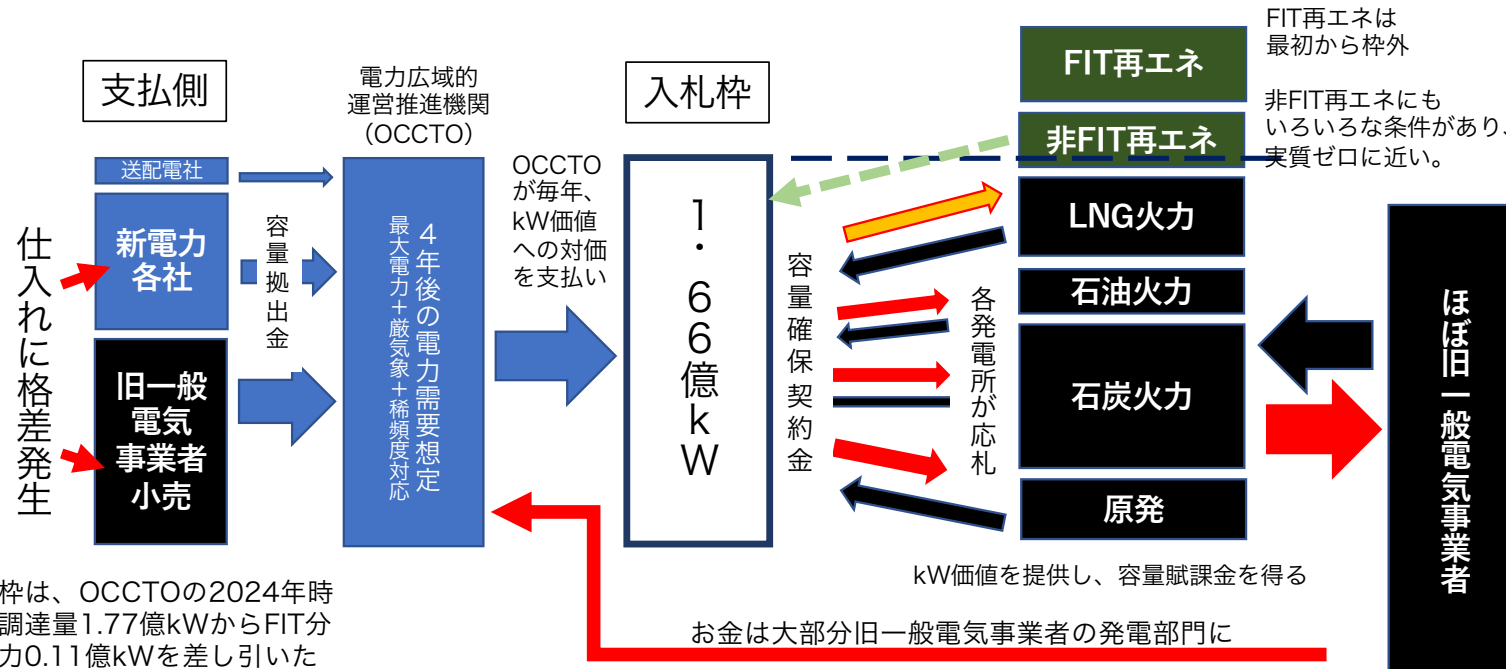 支払側
電力広域的
運営推進機関
（OCCTO）
入札枠
FIT再エネは
最初から枠外
FIT再エネ
非FIT再エネ
非FIT再エネにも
いろいろな条件があり、
実質ゼロに近い。
送配電社
新電力
各社
旧一般
電気
事業者
小売
仕入れに格差発生
容量拠出金
４年後の電力需要想定
最大電力＋厳気象＋稀頻度対応
OCCTO
が毎年、
kW価値
への対価
を支払い
１・６６億ｋＷ
容量確保契約金
各発電所が応札
LNG火力
石油火力
石炭火力
原発
ほぼ旧一般電気事業者
kW価値を提供し、容量賦課金を得る
お金は大部分旧一般電気事業者の発電部門に
枠は、OCCTOの2024年時
調達量1.77億kWからFIT分
力0.11億kWを差し引いた